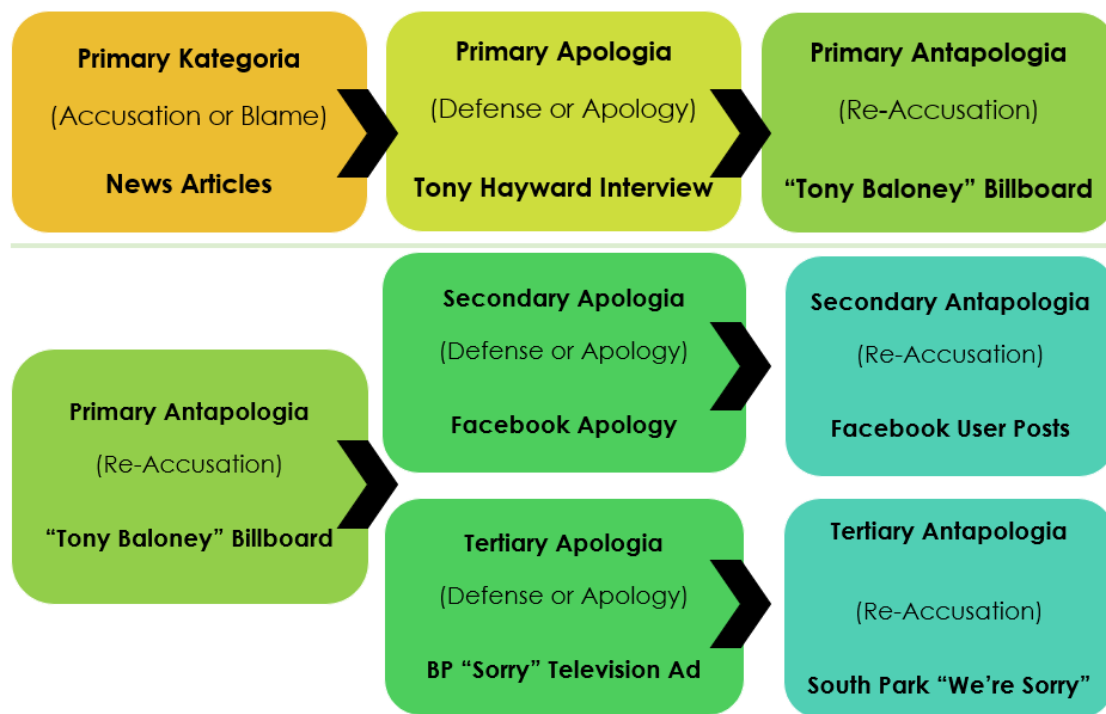 Primary Kategoria
(Accusation or Blame)
News Articles
Primary Apologia
(Defense or Apology)
Tony Hayward Interview
Primary Antapologia
(Re-Accusation)
“Tony Baloney” Billboard
Primary Antapologia
(Re-Accusation)
“Tony Baloney” Billboard
Secondary Apologia
(Defense or Apology)
Facebook Apology
Secondary Antapologia
(Re-Accusation)
Facebook User Posts
Tertiary Apologia
(Defense or Apology)
BP “Sorry” Television Ad
Tertiary Antapologia
(Re-Accusation)
South Park “We’re Sorry”